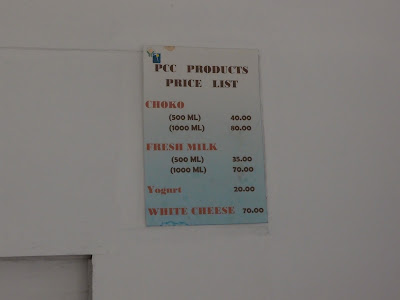 PCC PRODUCTS
PRICE LIST
CHOKO
(500 ML) 40.00
(1000 ML) 80.00
FRESH MILK
(500 ML) 35.00
(1000 ML) 70.00
Yogurt 20.00
WHITE CHEESE 70.00